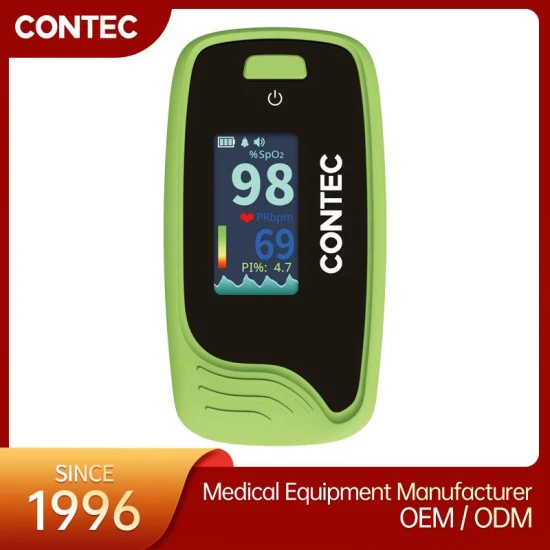 CONTEC
%SpO₂
98
PRbpm
69
PI%: 4.7
CONTEC
SINCE
1996
Medical Equipment Manufacturer
OEM / ODM